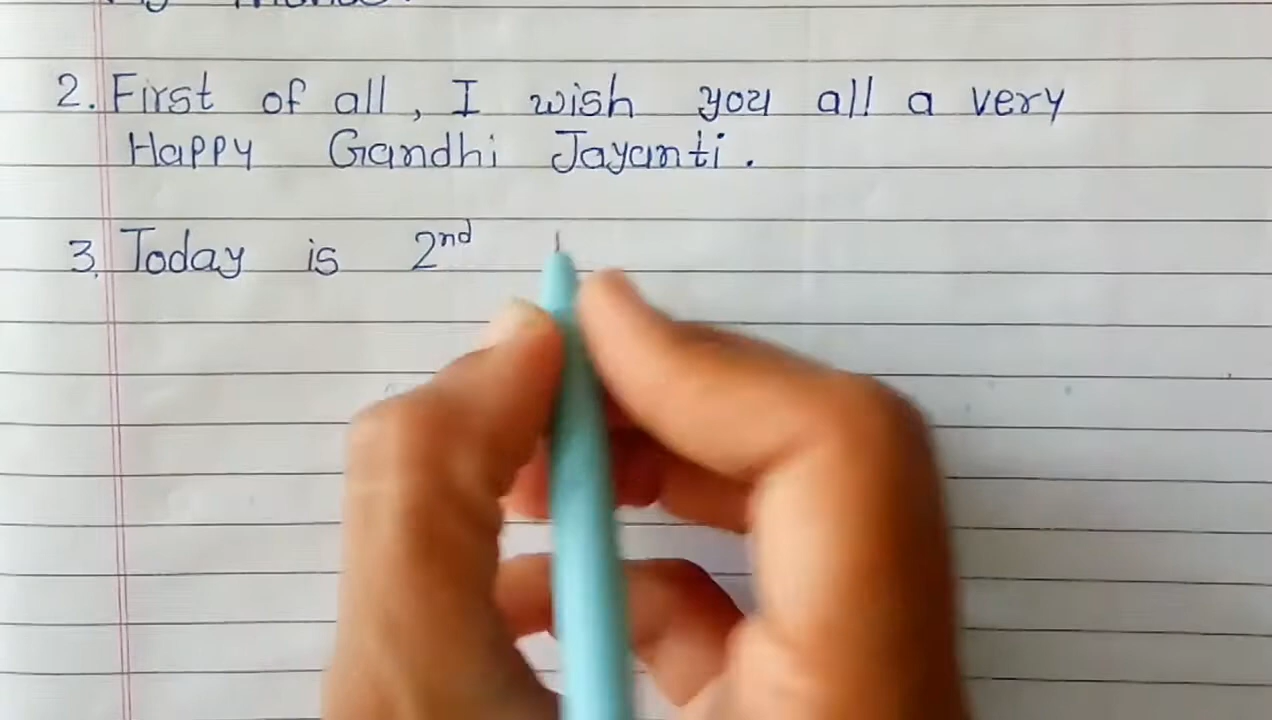 2. First of all, I wish you all a very
Happy Gandhi Jayanti.
3. Today is 2nd